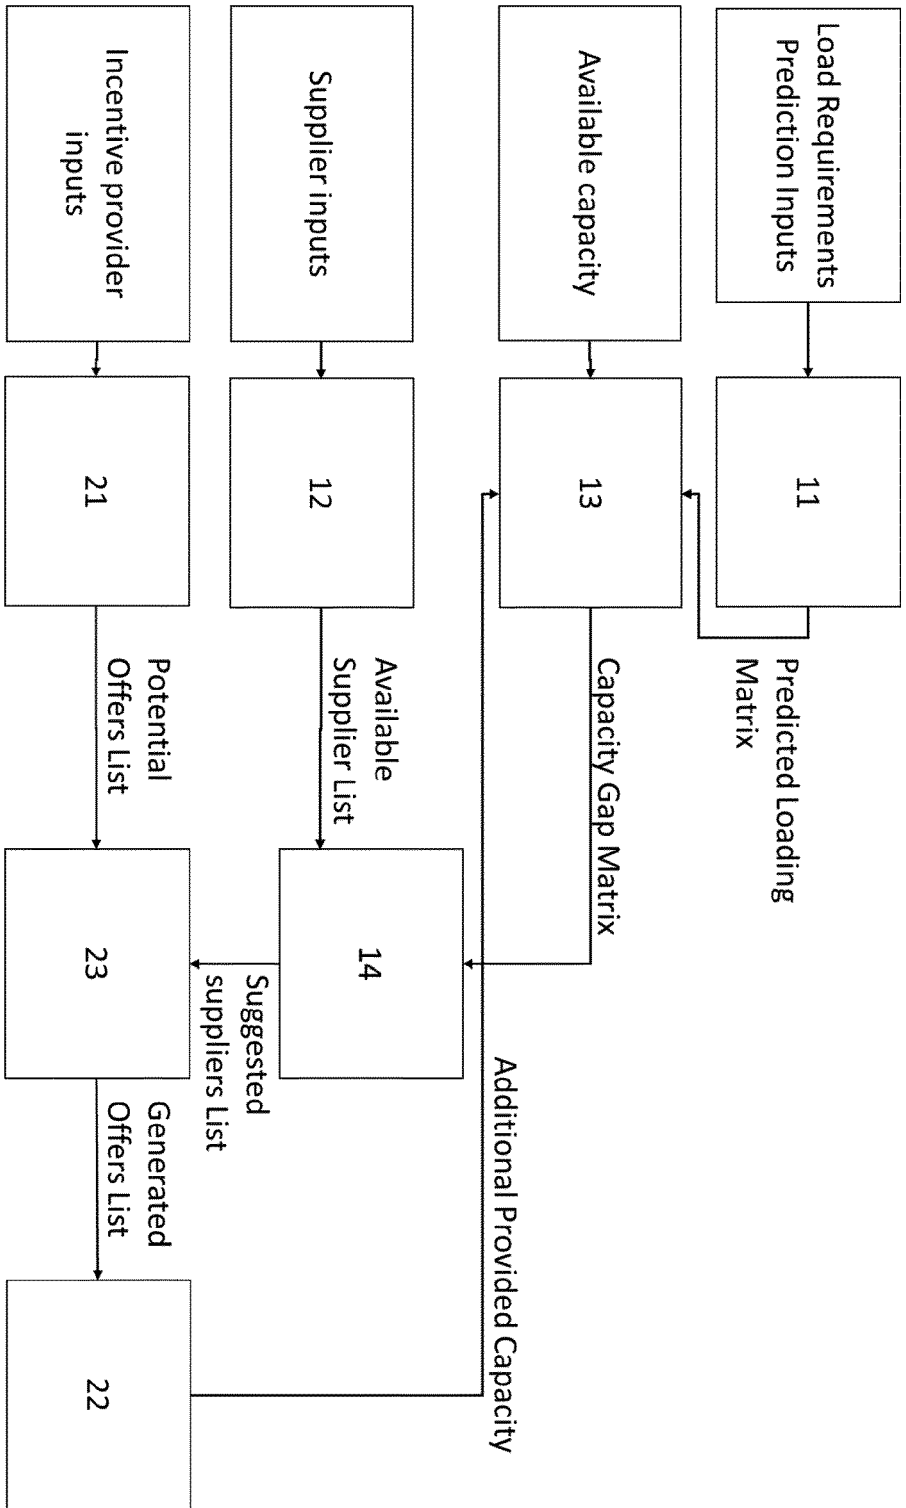 Load Requirements
Prediction Inputs
11
Predicted Loading
Matrix
Available capacity
13
Capacity Gap Matrix
Additional Provided Capacity
Supplier inputs
12
Available
Supplier List
14
Suggested
suppliers List
Incentive provider
inputs
21
Potential
Offers List
23
Generated
Offers List
22